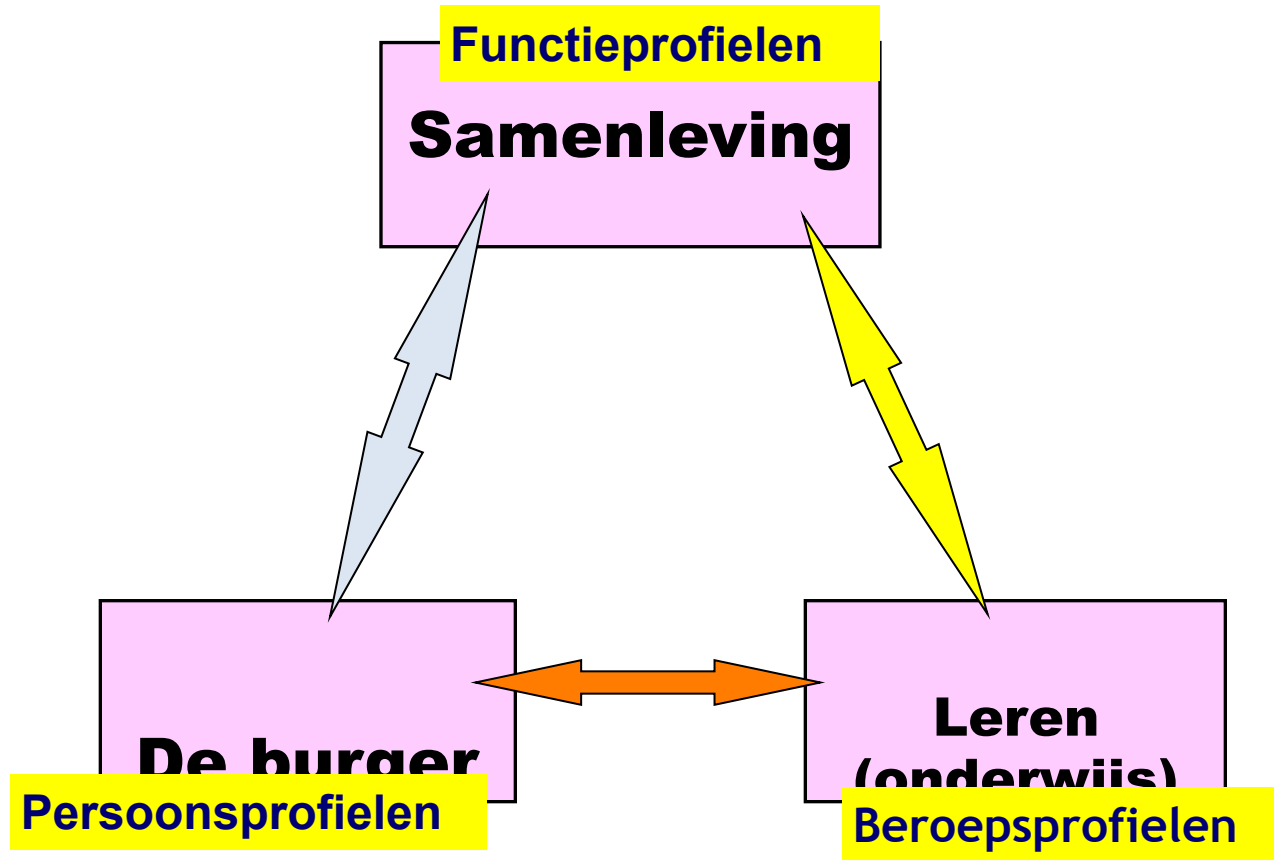 Functieprofielen
Samenleving
De burger
Persoonsprofielen
Leren
(onderwijs)
Beroepsprofielen